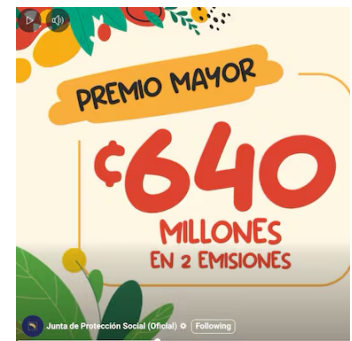 PREMIO MAYOR
¢640
MILLONES
EN 2 EMISIONES
Junta de Protección Social (Oficial)
Following